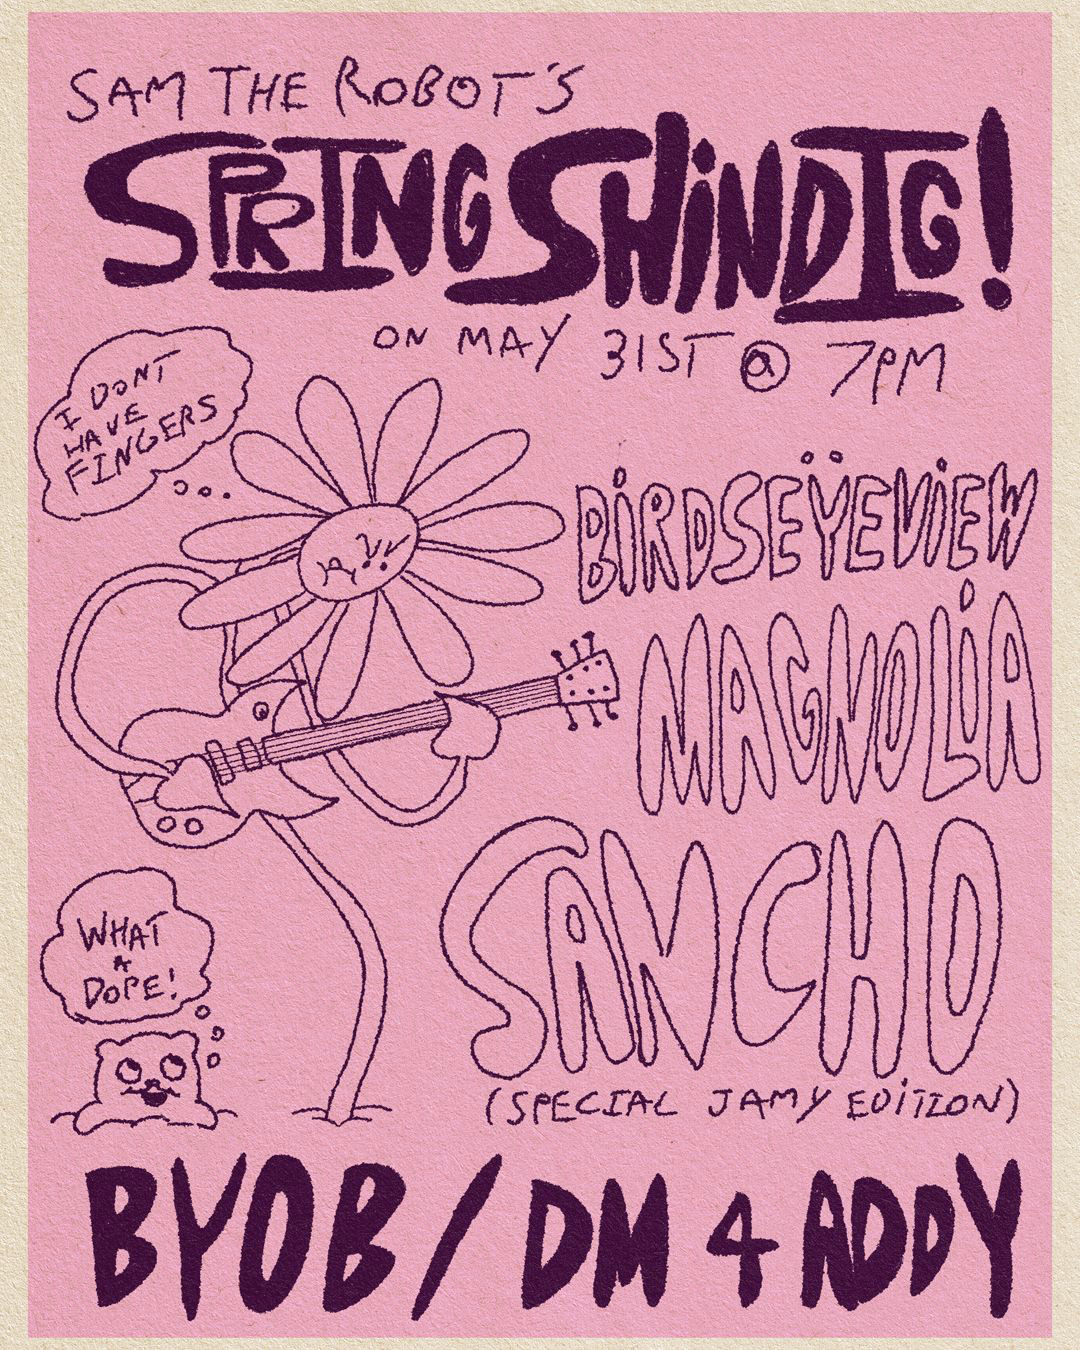 SAM THE ROBOT'S
SPRING SHiNDIG!
ON MAY 31ST @ 7PM
I DONT
HAVE
FINGERS
BiRDSEŸEViEW
MAGNOLiA
SANCHO
(SPECIAL JAMY EDiTION)
WHAT
A
DOPE!
BYOB / DM 4 ADDY